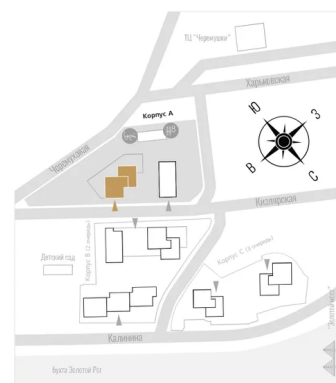 ТЦ "Черемушки"
Харьковская
Корпус А
Черемуховая
Ю
З
В
С
Кизлярская
Корпус В (2 очередь)
Корпус С (3 очередь)
Детский сад
Калинина
бухта Золотой Рог